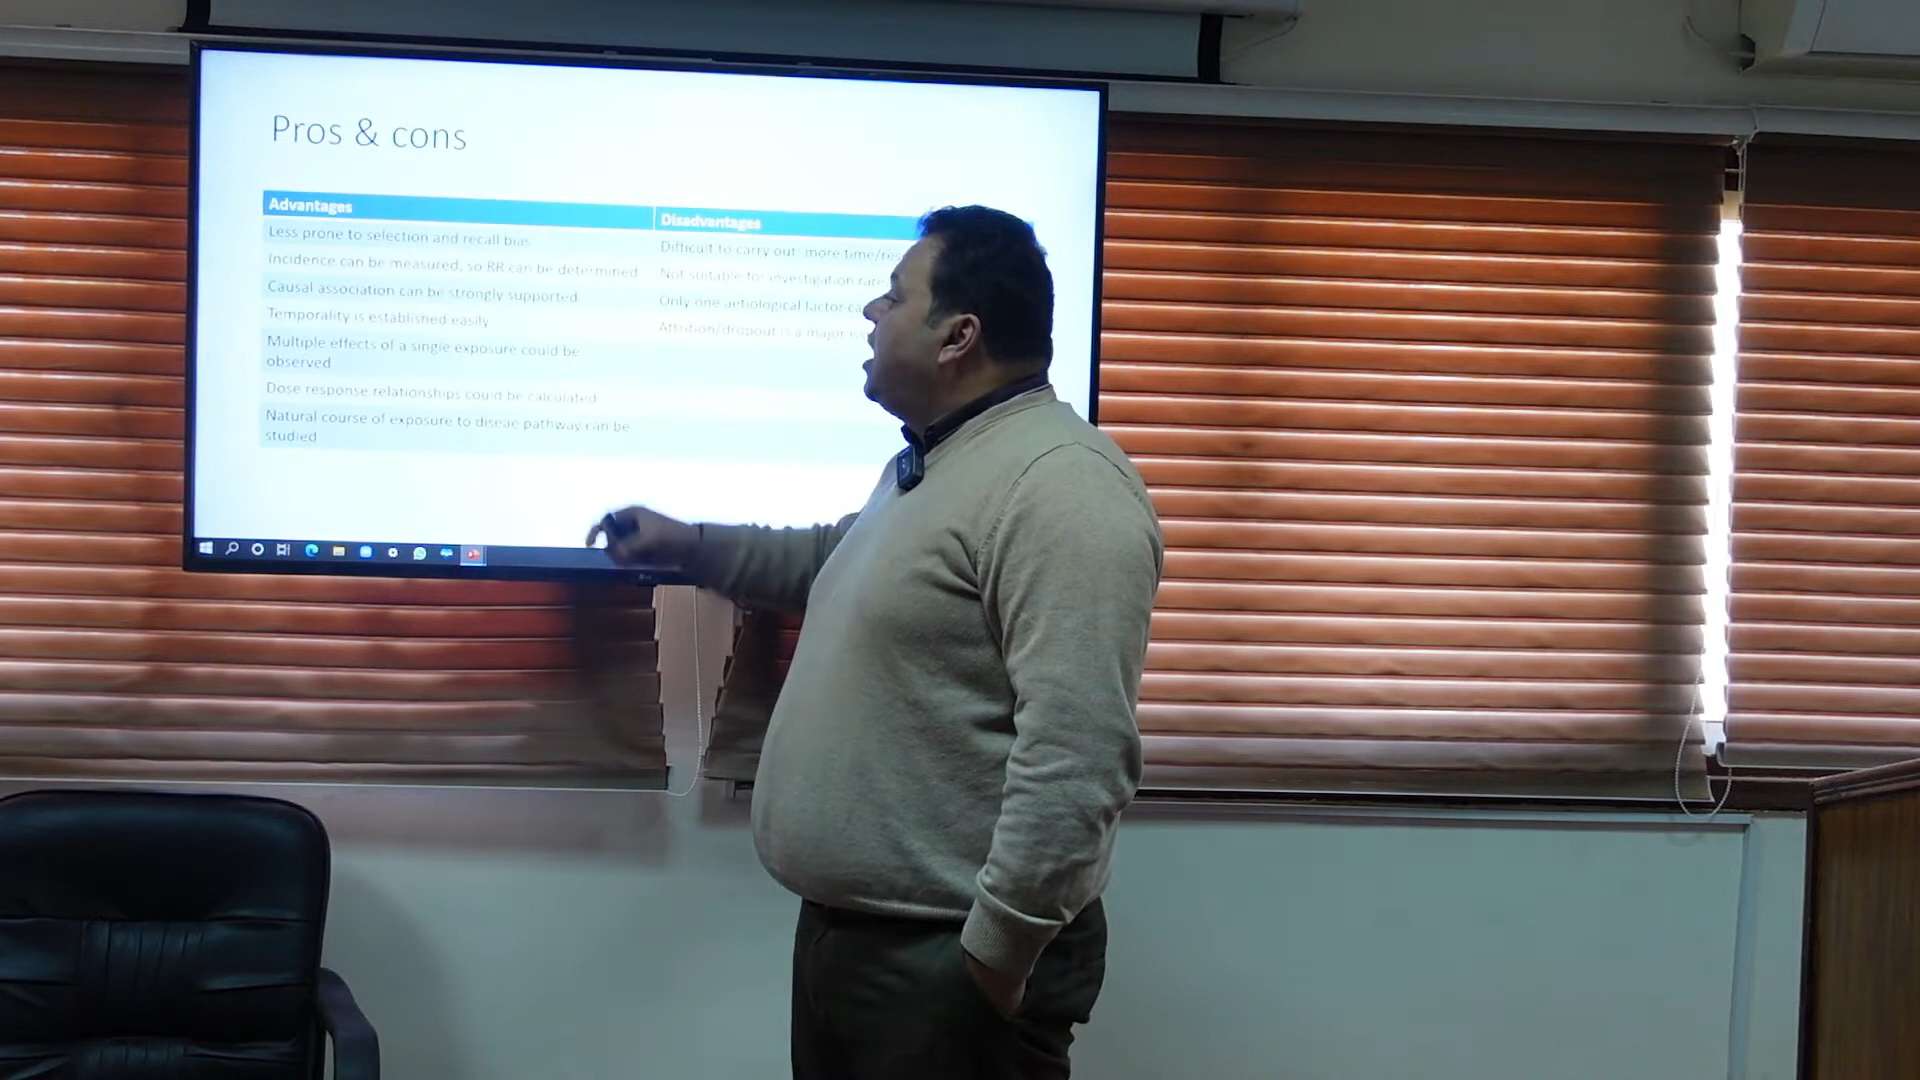 Pros & cons
Advantages
Less prone to selection and recall bias
Incidence can be measured, so RR can be determined
Causal association can be strongly supported
Temporality is established easily
Multiple effects of a single exposure could be
observed
Dose response relationships could be calculated
Natural course of exposure to diseae pathway can be
studied
Disadvantages
Difficult to carry out: more time/
Not suitable for investigation rare
Only one aetiological factor
Attrition/dropout is a major
LG